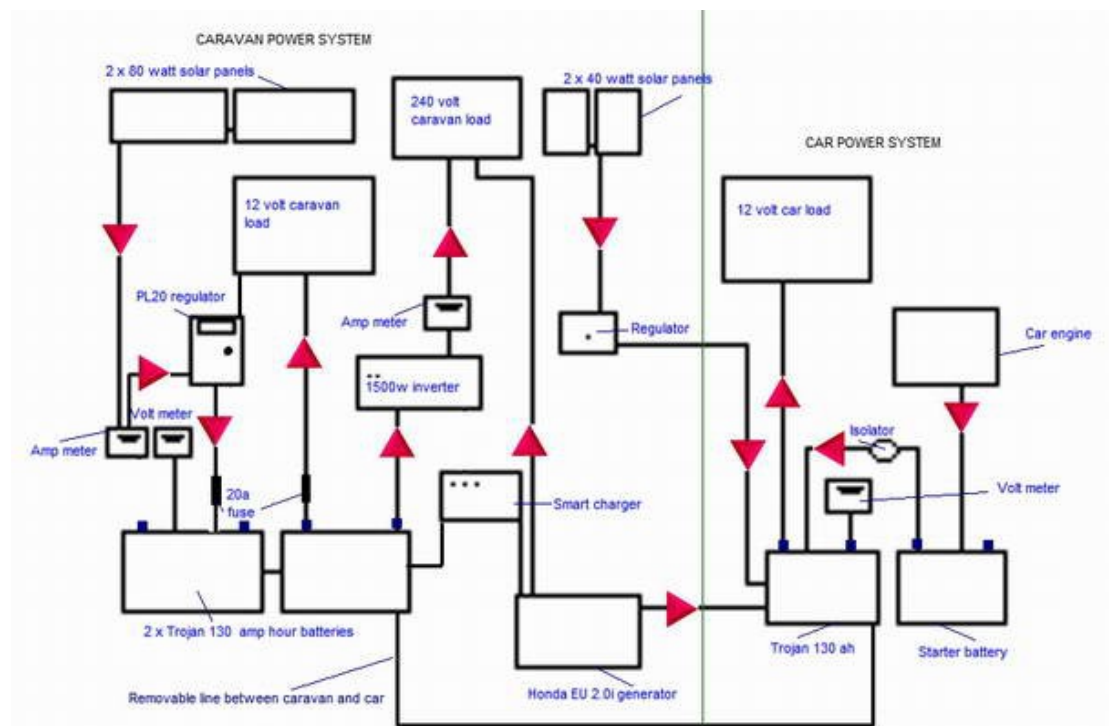 CARAVAN POWER SYSTEM
2 x 80 watt solar panels
240 volt
caravan load
2 x 40 watt solar panels
CAR POWER SYSTEM
12 volt caravan
load
12 volt car load
PL20 regulator
Amp meter
Regulator
Car engine
1500w inverter
Volt meter
Amp meter
Isolator
20a
fuse
Smart charger
Volt meter
2 x Trojan 130 amp hour batteries
Trojan 130 ah
Starter battery
Removable line between caravan and car
Honda EU 2.0i generator